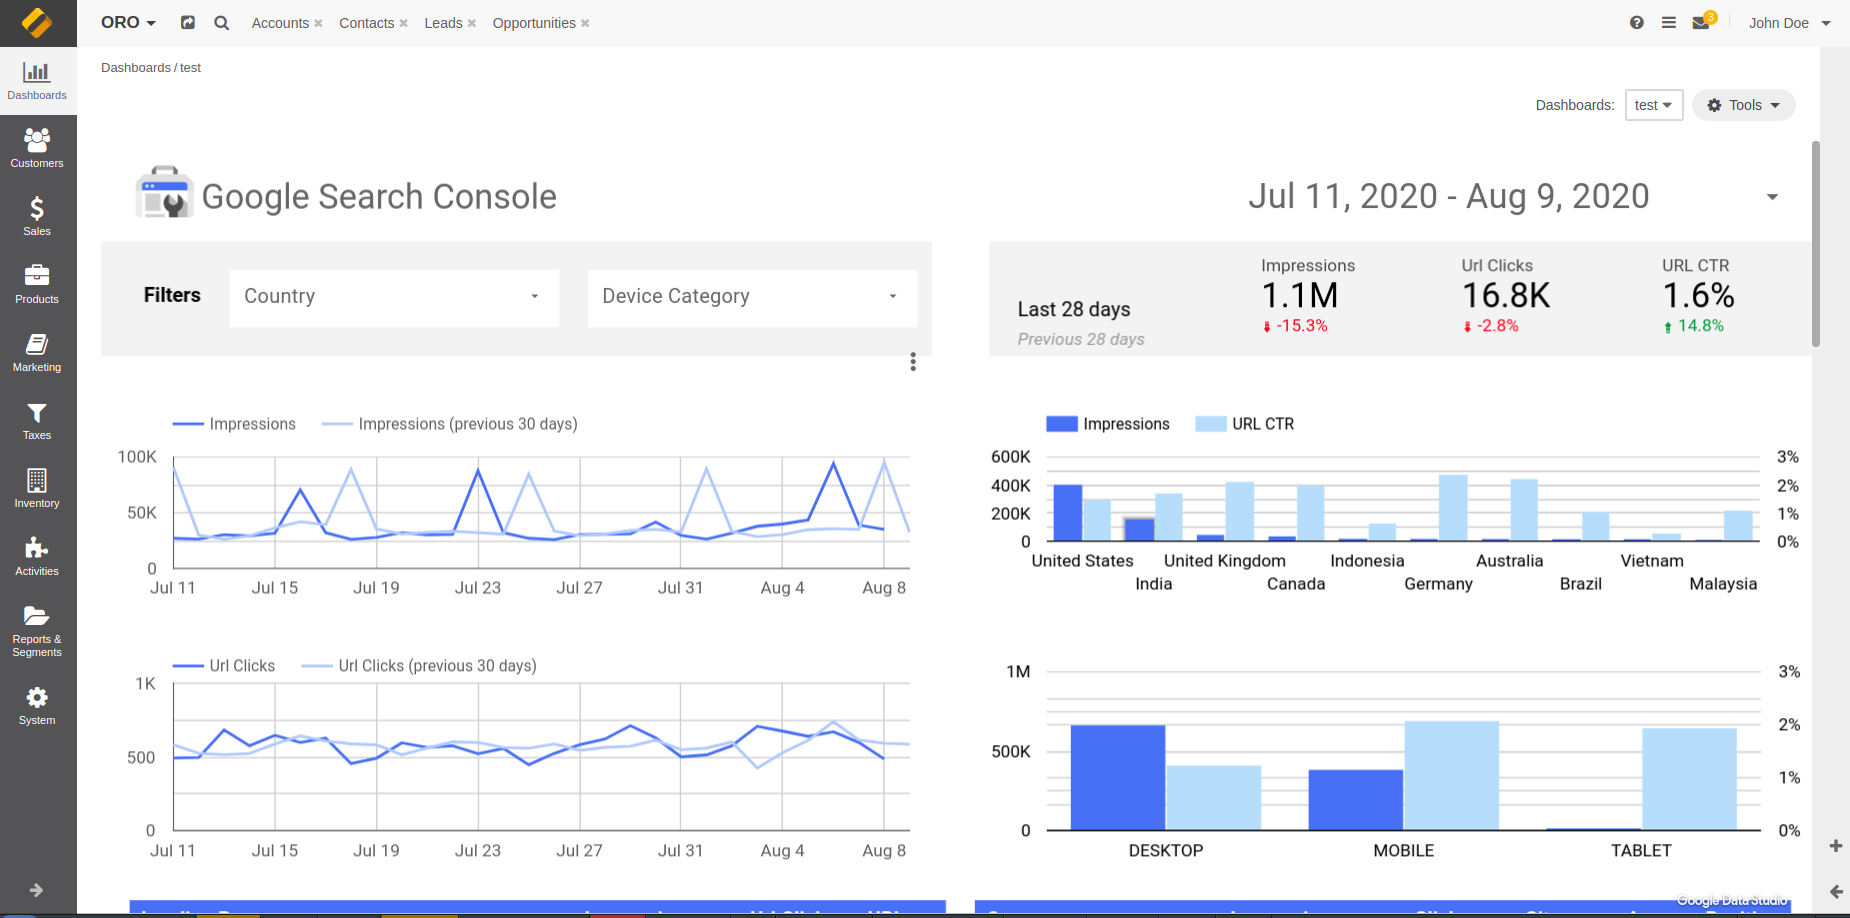 ORO
Accounts
Contacts
Leads
Opportunities
3
John Doe
Dashboards / test
Dashboards:
test
Tools
Dashboards
Customers
Sales
Products
Marketing
Taxes
Inventory
Activities
Reports &
Segments
System
Google Search Console
Jul 11, 2020 - Aug 9, 2020
Filters
Country
Device Category
Last 28 days
Previous 28 days
Impressions
1.1M
-15.3%
Url Clicks
16.8K
-2.8%
URL CTR
1.6%
14.8%
Impressions Impressions (previous 30 days)
100K
50K
0
Jul 11 Jul 15 Jul 19 Jul 23 Jul 27 Jul 31 Aug 4 Aug 8
Impressions URL CTR
600K 3%
400K 2%
200K 1%
0 0%
United States United Kingdom Indonesia Australia Vietnam
India Canada Germany Brazil Malaysia
Url Clicks Url Clicks (previous 30 days)
1K
500
0
Jul 11 Jul 15 Jul 19 Jul 23 Jul 27 Jul 31 Aug 4 Aug 8
1M 3%
2%
500K
1%
0 0%
DESKTOP MOBILE TABLET
Google Data Studio